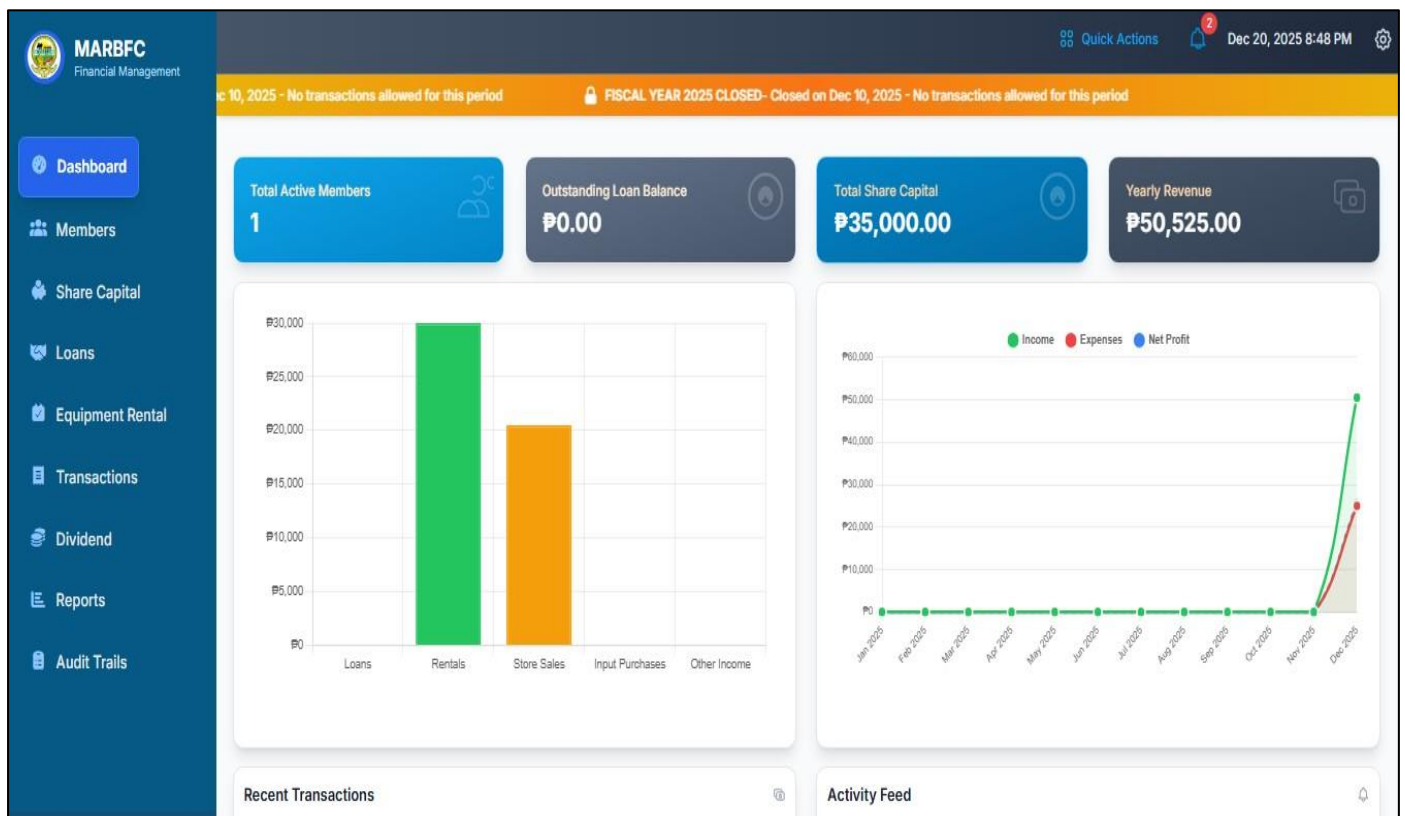 MARBFC
Financial Management
Quick Actions
2
Dec 20, 2025 8:48 PM
10, 2025 - No transactions allowed for this period
FISCAL YEAR 2025 CLOSED- Closed on Dec 10, 2025 - No transactions allowed for this period
Dashboard
Members
Share Capital
Loans
Equipment Rental
Transactions
Dividend
Reports
Audit Trails
Total Active Members
1
Outstanding Loan Balance
₱0.00
Total Share Capital
₱35,000.00
Yearly Revenue
₱50,525.00
₱30,000
₱25,000
₱20,000
₱15,000
₱10,000
₱5,000
₱0
Loans Rentals Store Sales Input Purchases Other Income
Income Expenses Net Profit
₱60,000
₱50,000
₱40,000
₱30,000
₱20,000
₱10,000
₱0
Jan 2025 Feb 2025 Mar 2025 Apr 2025 May 2025 Jun 2025 Jul 2025 Aug 2025 Sep 2025 Oct 2025 Nov 2025 Dec 2025
Recent Transactions
Activity Feed